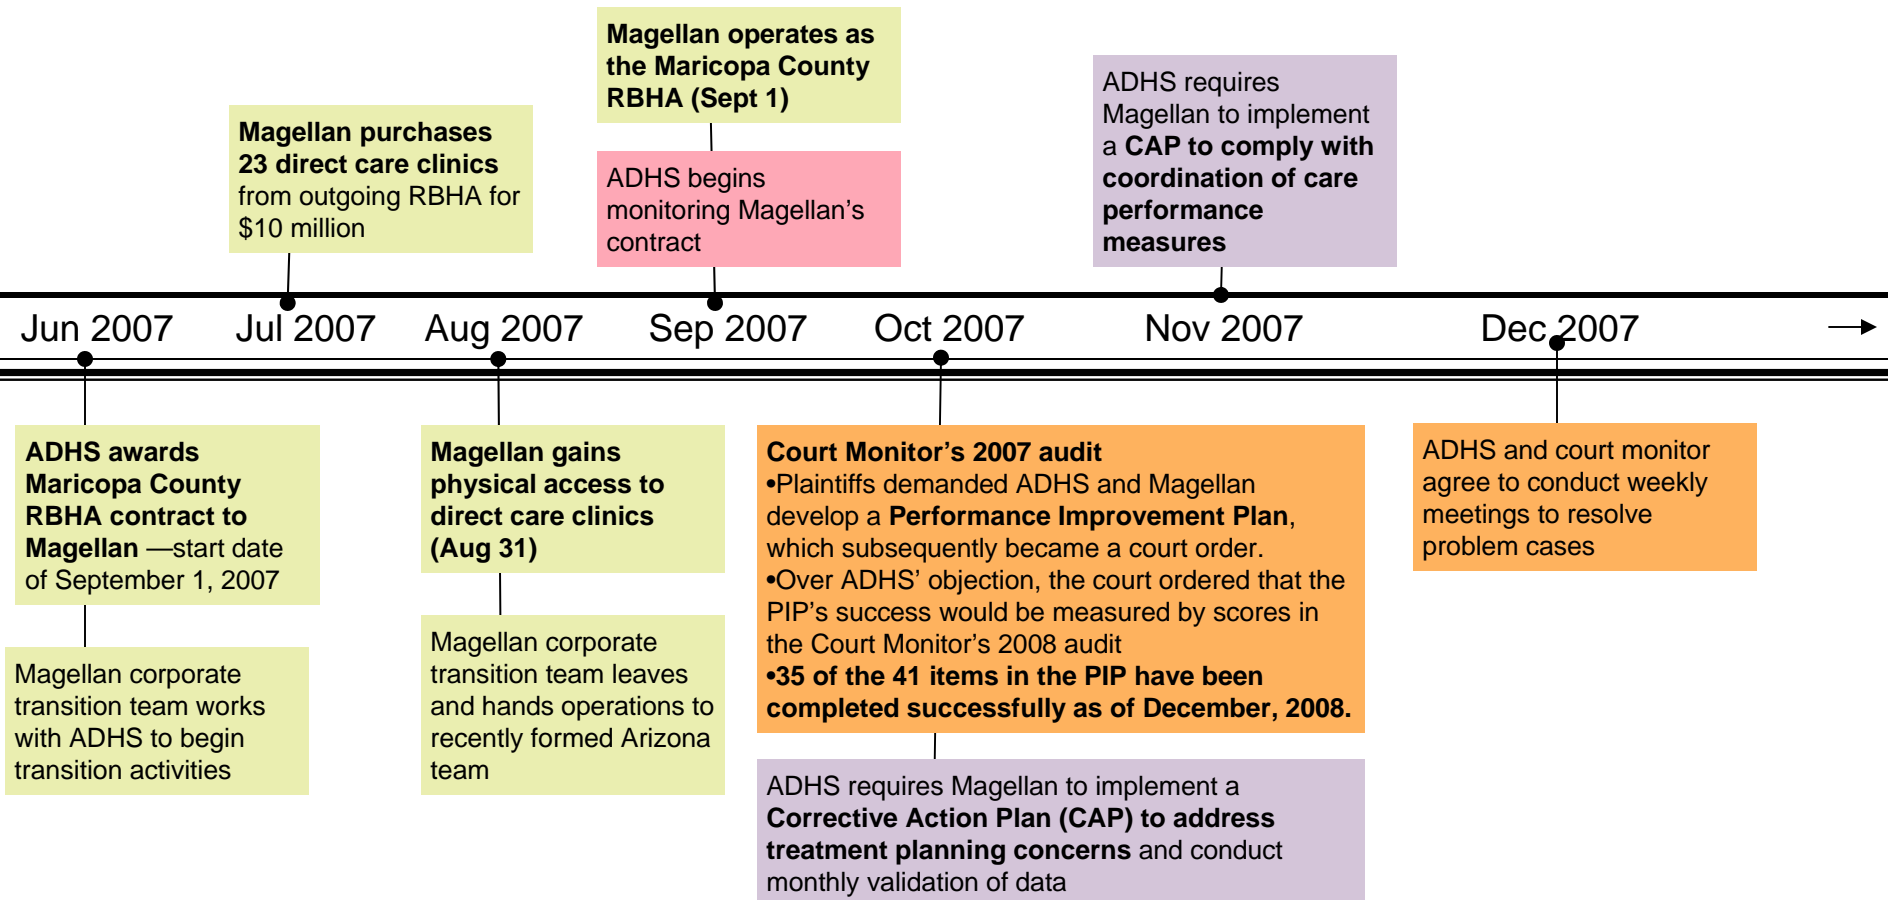 Magellan operates as
the Maricopa County
RBHA (Sept 1)
ADHS requires
Magellan to implement
a CAP to comply with
coordination of care
performance
measures
Magellan purchases
23 direct care clinics
from outgoing RBHA for
$10 million
ADHS begins
monitoring Magellan’s
contract
Jun 2007
Jul 2007
Aug 2007
Sep 2007
Oct 2007
Nov 2007
Dec 2007
ADHS awards
Maricopa County
RBHA contract to
Magellan —start date
of September 1, 2007
Magellan corporate
transition team works
with ADHS to begin
transition activities
Magellan gains
physical access to
direct care clinics
(Aug 31)
Magellan corporate
transition team leaves
and hands operations to
recently formed Arizona
team
Court Monitor’s 2007 audit
•Plaintiffs demanded ADHS and Magellan
develop a Performance Improvement Plan,
which subsequently became a court order.
•Over ADHS’ objection, the court ordered that the
PIP’s success would be measured by scores in
the Court Monitor’s 2008 audit
•35 of the 41 items in the PIP have been
completed successfully as of December, 2008.
ADHS requires Magellan to implement a
Corrective Action Plan (CAP) to address
treatment planning concerns and conduct
monthly validation of data
ADHS and court monitor
agree to conduct weekly
meetings to resolve
problem cases